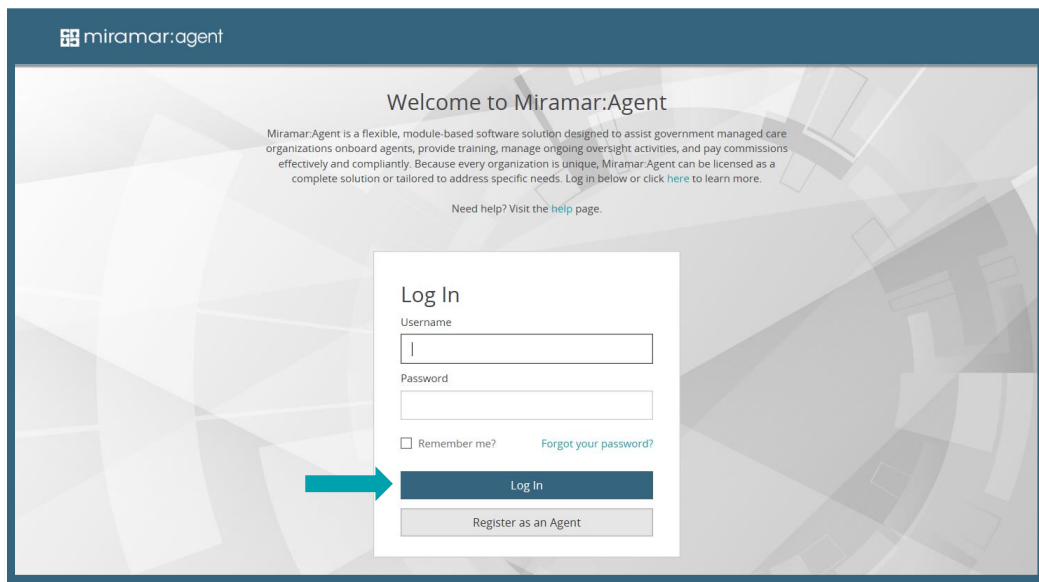 miramar:agent
Welcome to Miramar:Agent
Miramar:Agent is a flexible, module-based software solution designed to assist government managed care
organizations onboard agents, provide training, manage ongoing oversight activities, and pay commissions
effectively and compliantly. Because every organization is unique, Miramar:Agent can be licensed as a
complete solution or tailored to address specific needs. Log in below or click here to learn more.
Need help? Visit the help page.
Log In
Username
Password
Remember me? Forgot your password?
Log In
Register as an Agent